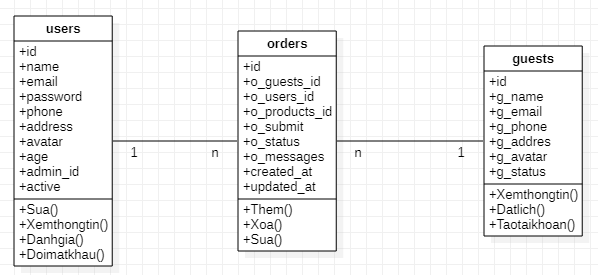 users
+id
+name
+email
+password
+phone
+address
+avatar
+age
+admin_id
+active
+Sua()
+Xemthongtin()
+Danhgia()
+Doimatkhau()
1
n
orders
+id
+o_guests_id
+o_users_id
+o_products_id
+o_submit
+o_status
+o_messages
+created_at
+updated_at
+Them()
+Xoa()
+Sua()
n
1
guests
+id
+g_name
+g_email
+g_phone
+g_addres
+g_avatar
+g_status
+Xemthongtin()
+Datlich()
+Taotaikhoan()